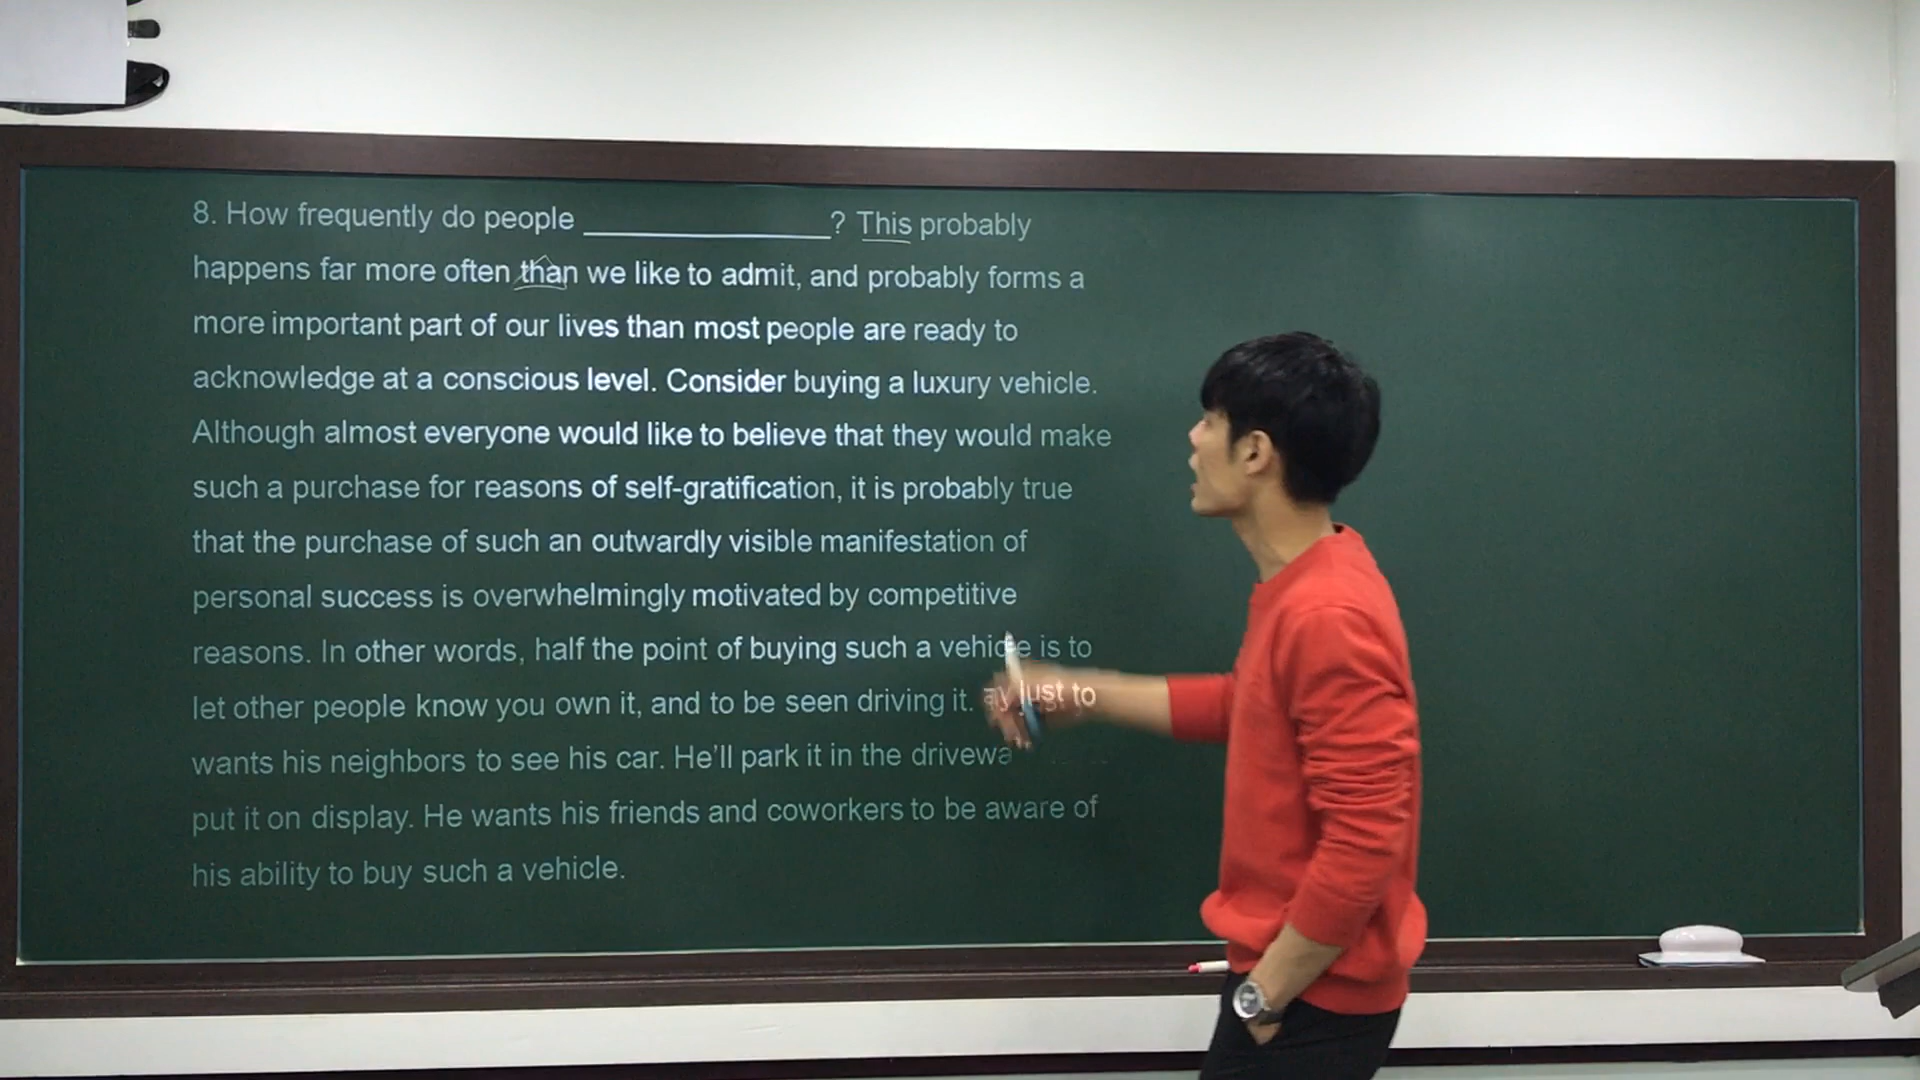 8. How frequently do people ____________? This probably
happens far more often than we like to admit, and probably forms a
more important part of our lives than most people are ready to
acknowledge at a conscious level. Consider buying a luxury vehicle.
Although almost everyone would like to believe that they would make
such a purchase for reasons of self-gratification, it is probably true
that the purchase of such an outwardly visible manifestation of
personal success is overwhelmingly motivated by competitive
reasons. In other words, half the point of buying such a vehicle is to
let other people know you own it, and to be seen driving it.
wants his neighbors to see his car. He'll park it in the driveway just to
put it on display. He wants his friends and coworkers to be aware of
his ability to buy such a vehicle.